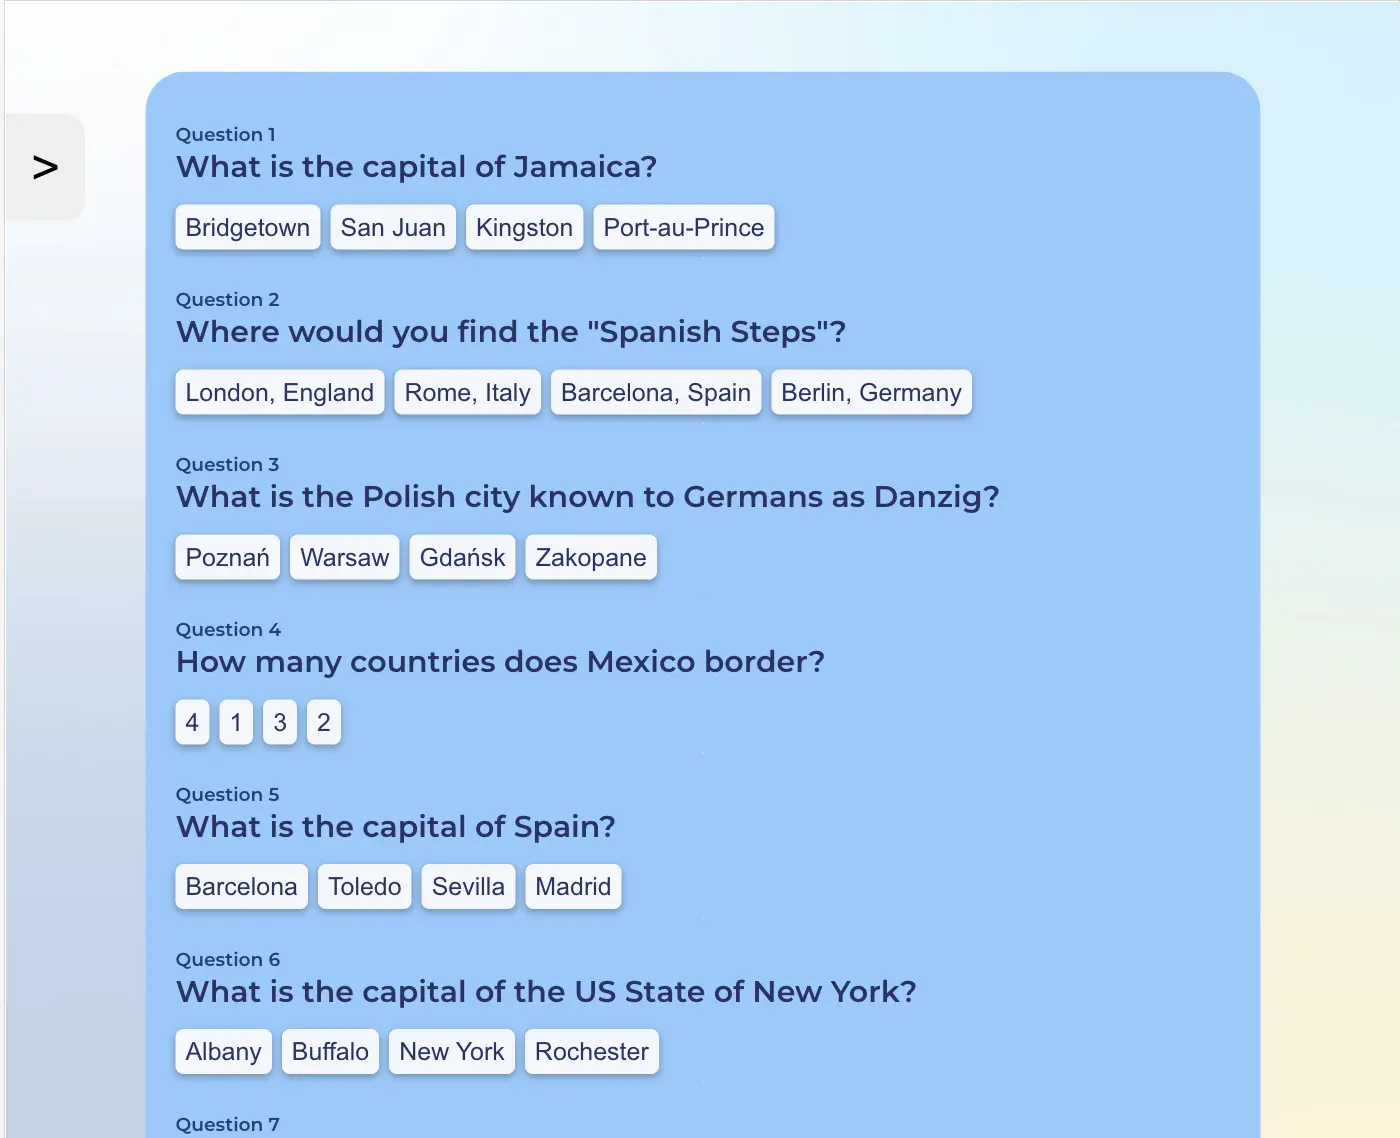 >
Question 1
What is the capital of Jamaica?
Bridgetown San Juan Kingston Port-au-Prince
Question 2
Where would you find the "Spanish Steps"?
London, England Rome, Italy Barcelona, Spain Berlin, Germany
Question 3
What is the Polish city known to Germans as Danzig?
Poznań Warsaw Gdańsk Zakopane
Question 4
How many countries does Mexico border?
4 1 3 2
Question 5
What is the capital of Spain?
Barcelona Toledo Sevilla Madrid
Question 6
What is the capital of the US State of New York?
Albany Buffalo New York Rochester
Question 7